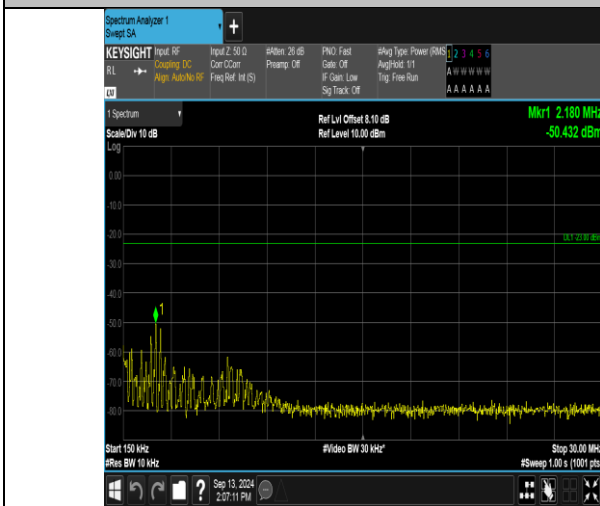 Spectrum Analyzer 1
Swept SA
+
KEYSIGHT Input: RF Input Z: 50 Ω #Atten: 26 dB PNO: Fast #Avg Type: Power (RMS 1 2 3 4 5 6
RL Coupling: DC Corr CCorr Preamp: Off Gate: Off Avg|Hold: 1/1 A W W W W W
Align: Auto/No RF Freq Ref: Int (S) IF Gain: Low Trig: Free Run
LXI Sig Track: Off A A A A A A
1 Spectrum Ref Lvl Offset 8.10 dB Mkr1 2.180 MHz
Scale/Div 10 dB Ref Level 10.00 dBm -50.432 dBm
Log
0.00
-10.0
-20.0
DL1 -23.00 dBm
-30.0
-40.0
1
-50.0
-60.0
-70.0
-80.0
Start 150 kHz #Video BW 30 kHz* Stop 30.00 MHz
#Res BW 10 kHz #Sweep 1.00 s (1001 pts
? Sep 13, 2024
2:07:11 PM